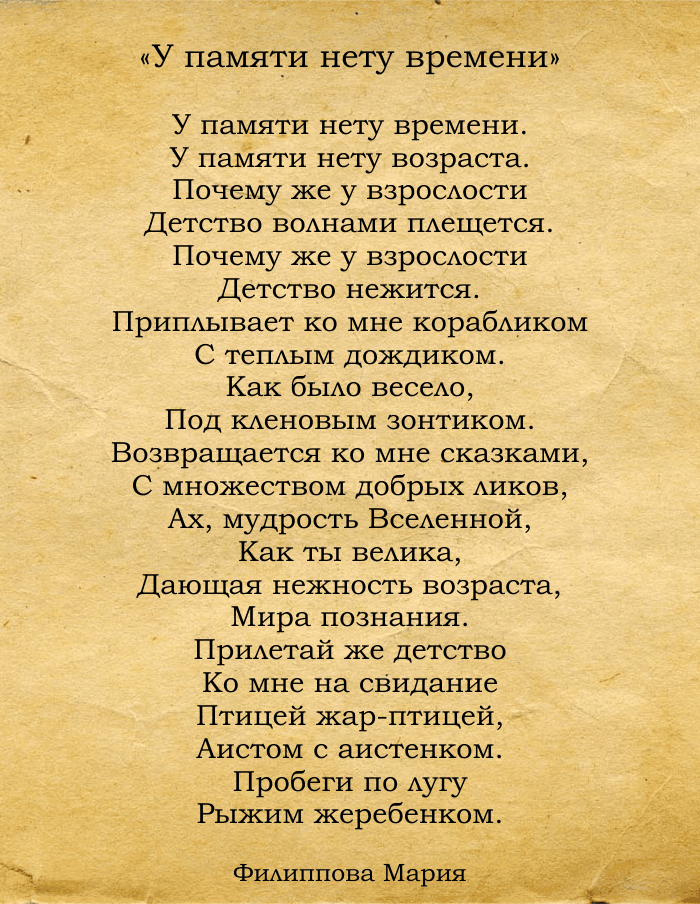 «У памяти нету времени»
У памяти нету времени.
У памяти нету возраста.
Почему же у взрослости
Детство волнами плещется.
Почему же у взрослости
Детство нежится.
Приплывает ко мне корабликом
С теплым дождиком.
Как было весело,
Под кленовым зонтиком.
Возвращается ко мне сказками,
С множеством добрых ликов,
Ах, мудрость Вселенной,
Как ты велика,
Дающая нежность возраста,
Мира познания.
Прилетай же детство
Ко мне на свидание
Птицей жар-птицей,
Аистом с аистенком.
Пробеги по лугу
Рыжим жеребенком.
Филиппова Мария